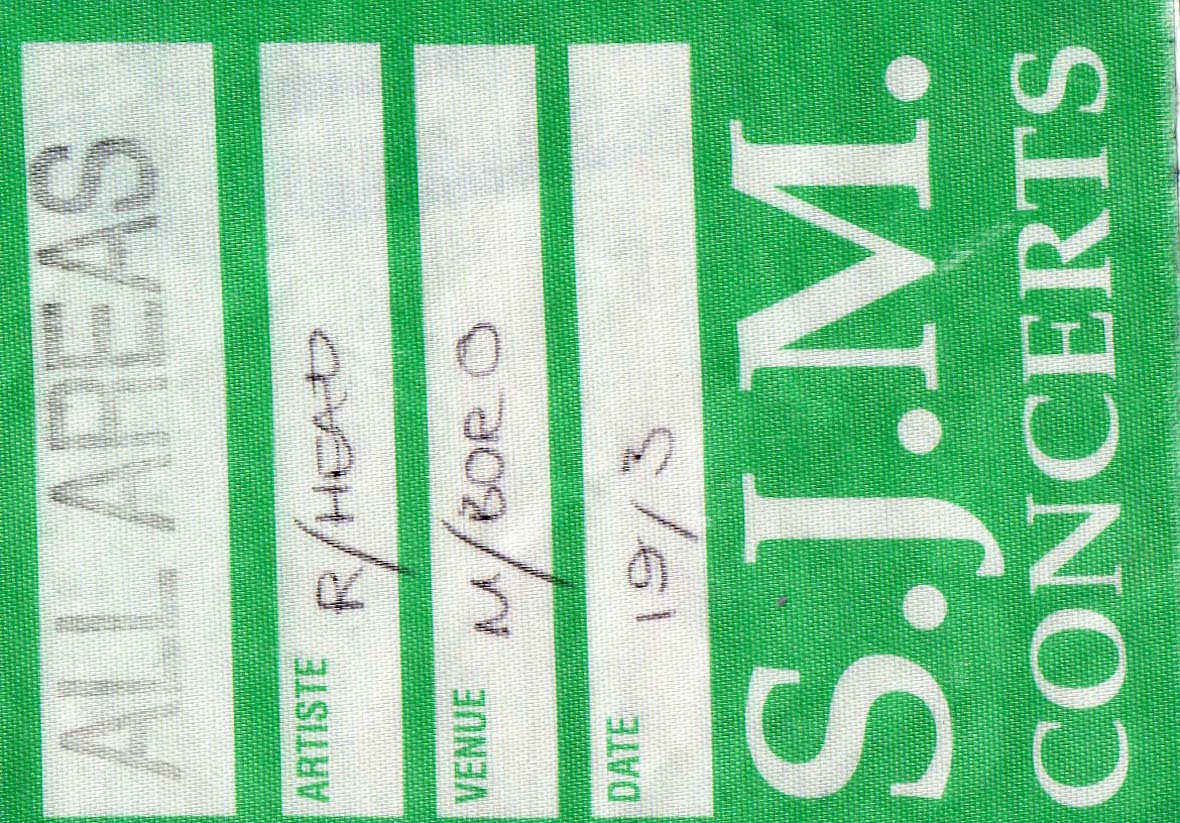 ALL AREAS
ARTISTE R/HEAD
VENUE M/BORO
DATE 19/3
S.J.M.
CONCERTS